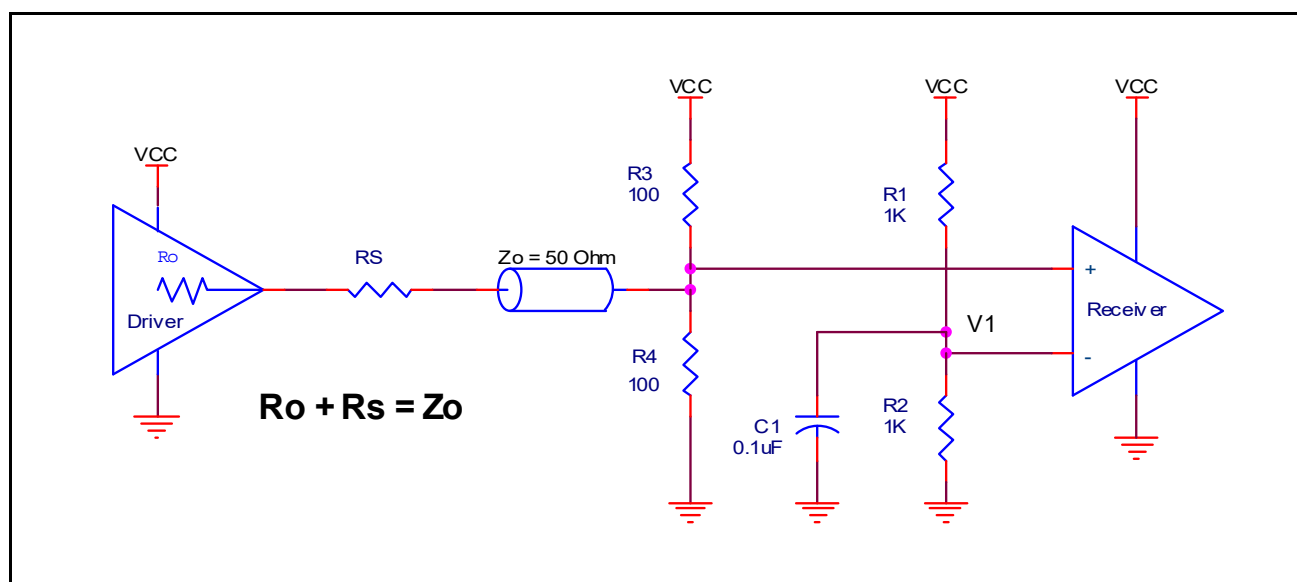 VCC
VCC
VCC
VCC
R3
100
R1
1K
Ro
RS
Zo = 50 Ohm
+
Driver
Receiver
V1
R4
100
-
Ro + Rs = Zo
C1
0.1uF
R2
1K